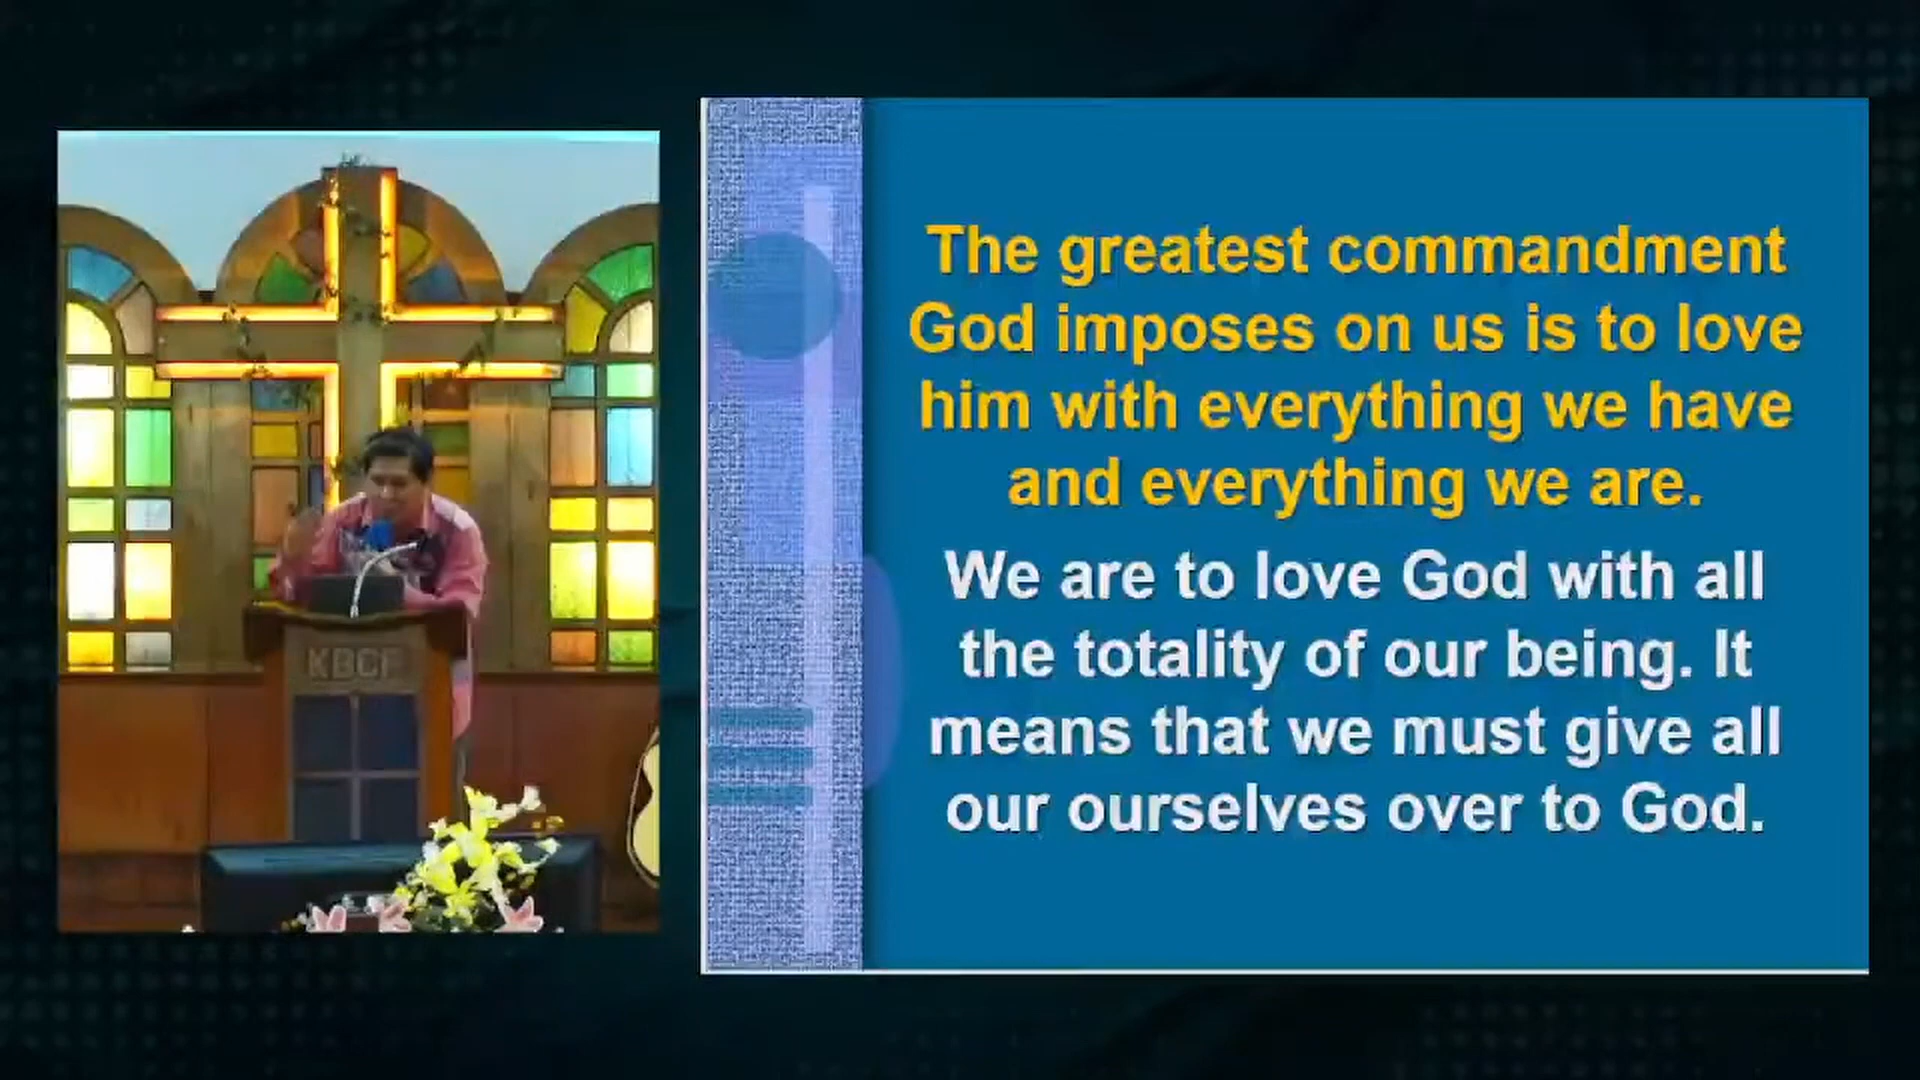 KBCF
The greatest commandment
God imposes on us is to love
him with everything we have
and everything we are.
We are to love God with all
the totality of our being. It
means that we must give all
our ourselves over to God.